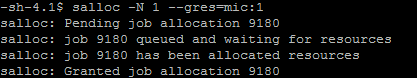 -sh-4.1$ salloc -N 1 --gres=mic:1
salloc: Pending job allocation 9180
salloc: job 9180 queued and waiting for resources
salloc: job 9180 has been allocated resources
salloc: Granted job allocation 9180